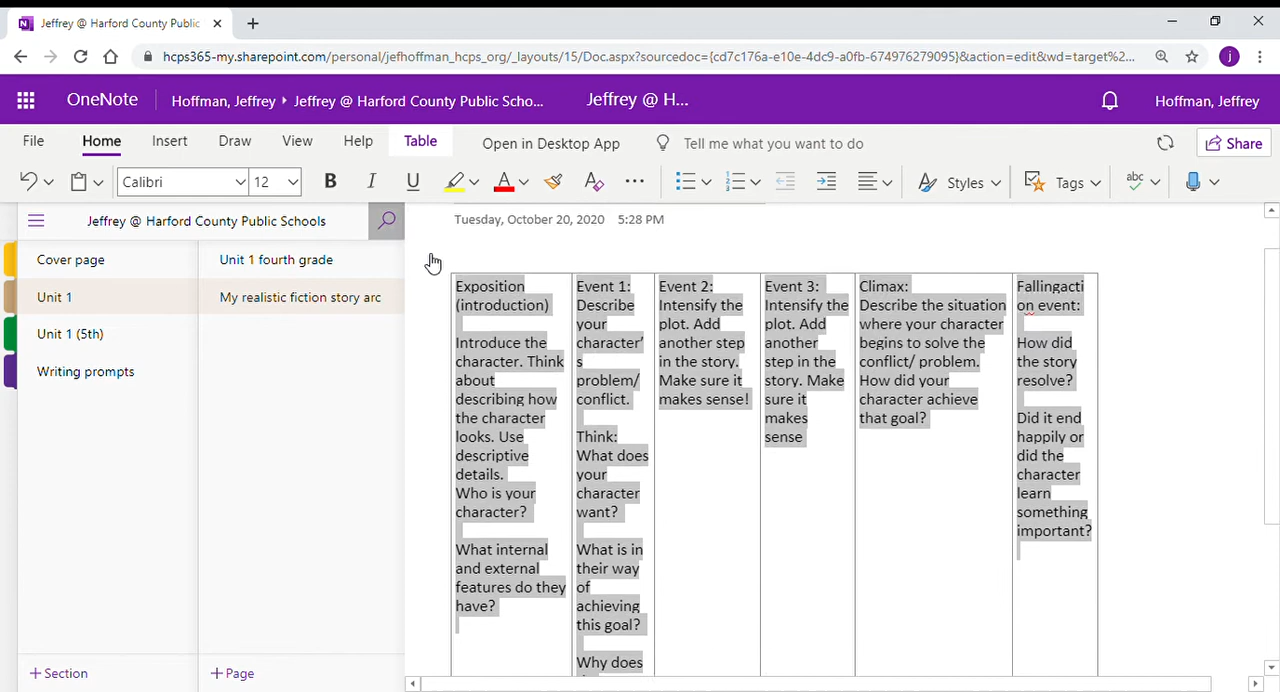 Jeffrey @ Harford County Public
hcps365-my.sharepoint.com/personal/jefhoffman_hcps_org/_layouts/15/Doc.aspx?sourcedoc={cd7c176a-e10e-4dc9-a0fb-674976279095}&action=edit&wd=target%2...
j
OneNote
Hoffman, Jeffrey
Jeffrey @ Harford County Public Scho...
Jeffrey @ H...
Hoffman, Jeffrey
File
Home
Insert
Draw
View
Help
Table
Open in Desktop App
Tell me what you want to do
Share
Calibri
12
B
I
U
A
A
Styles
Tags
abc
Jeffrey @ Harford County Public Schools
Cover page
Unit 1
Unit 1 (5th)
Writing prompts
+ Section
Unit 1 fourth grade
My realistic fiction story arc
+ Page
Tuesday, October 20, 2020 5:28 PM
Exposition
(introduction)
Introduce the
character. Think
about
describing how
the character
looks. Use
descriptive
details.
Who is your
character?
What internal
and external
features do they
have?
Event 1:
Describe
your
character'
s
problem/
conflict.
Think:
What does
your
character
want?
What is in
their way
of
achieving
this goal?
Why does
Event 2:
Intensify the
plot. Add
another step
in the story.
Make sure it
makes sense!
Event 3:
Intensify the
plot. Add
another
step in the
story. Make
sure it
makes
sense
Climax:
Describe the situation
where your character
begins to solve the
conflict/ problem.
How did your
character achieve
that goal?
Fallingacti
on event:
How did
the story
resolve?
Did it end
happily or
did the
character
learn
something
important?